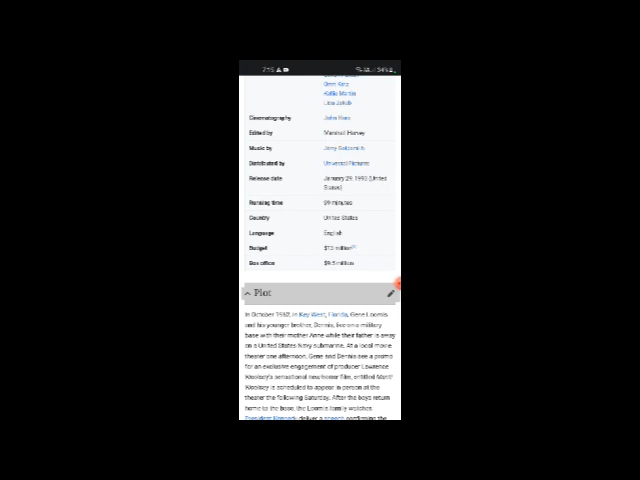 Cinematography
Edited by Marshall Harvey
Music by Jerry Goldsmith
Distributed by Universal Pictures
Release date January 29, 1993 (United
States)
Running time 99 minutes
Country United States
Language English
Budget
Box office
Plot
In October 1962, in Key West, Florida, Gene Loomis
and his younger brother, Dennis, live on a military
base with their mother Anne while their father is away
on a United States Navy submarine. At a local movie
theater one afternoon, Gene and Dennis see a promo
for an exclusive engagement of producer Lawrence
Woolsey's sensational new horror film, entitled Mant!
Woolsey is scheduled to appear in person at the
theater the following Saturday. After the boys return
home to the base, the Loomis family watches
President Kennedy deliver a speech confirming the